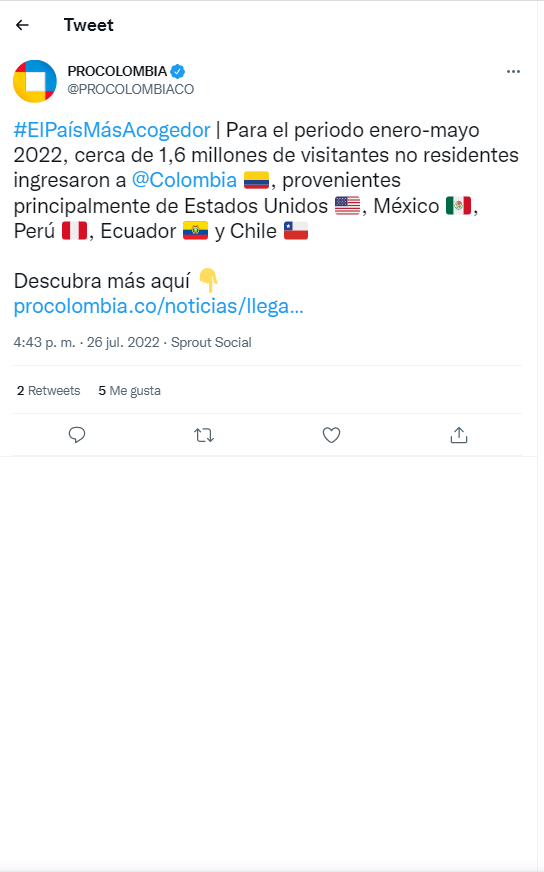 Tweet
PROCOLOMBIA
@PROCOLOMBIACO
#ElPaísMásAcogedor | Para el periodo enero-mayo
2022, cerca de 1,6 millones de visitantes no residentes
ingresaron a @Colombia 🇨🇴, provenientes
principalmente de Estados Unidos 🇺🇸, México 🇲🇽,
Perú 🇵🇪, Ecuador 🇪🇨 y Chile 🇨🇱
Descubra más aquí 👇
procolombia.co/noticias/llega...
4:43 p. m. · 26 jul. 2022 · Sprout Social
2 Retweets 5 Me gusta